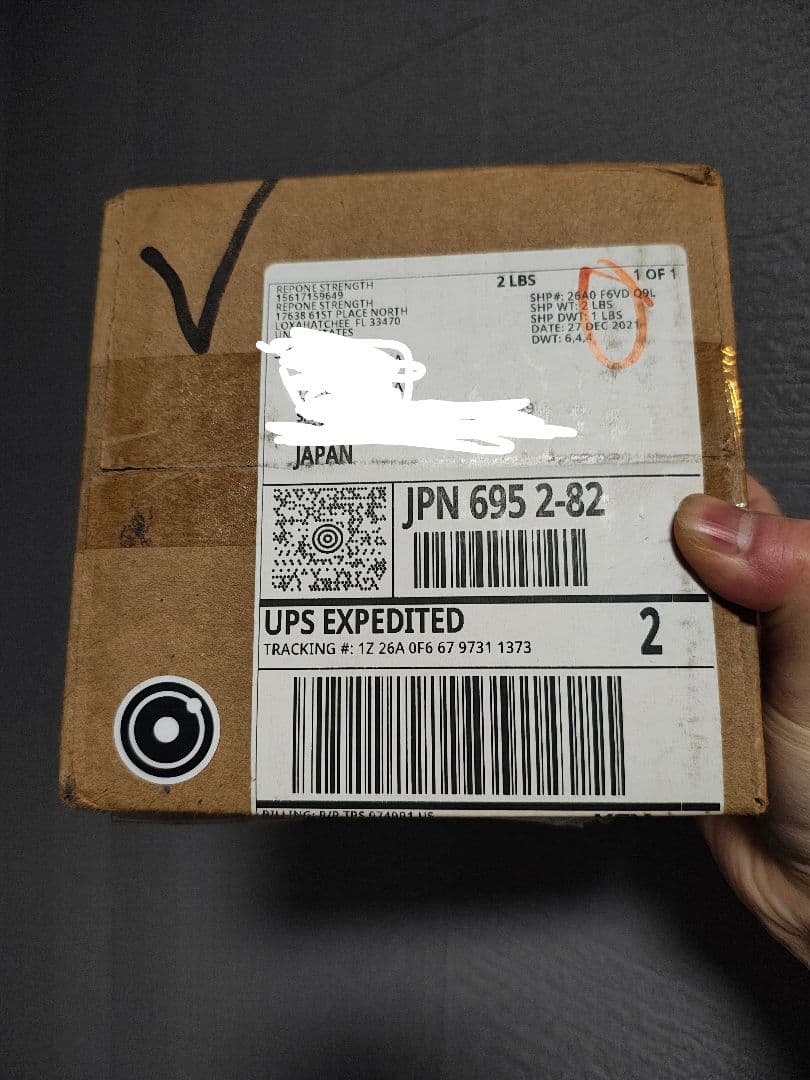 REPONE STRENGTH
15617159649
REPONE STRENGTH
17638 61ST PLACE NORTH
LOXAHATCHEE FL 33470
2 LBS
1 OF 1
SHP#: 26A0 F6VD Q9L
SHP WT: 2 LBS
SHP DWT: 1 LBS
DATE: 27 DEC 2021
DWT: 6,4,4
JAPAN
JPN 695 2-82
UPS EXPEDITED
2
TRACKING #: 1Z 26A 0F6 67 9731 1373
BILLING: